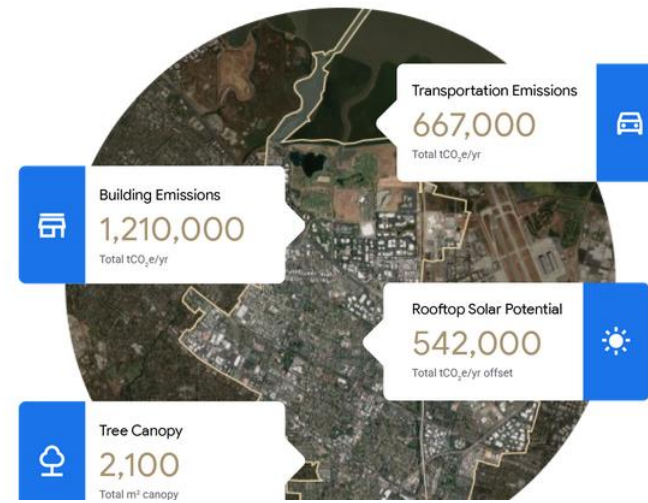 Transportation Emissions
667,000
Total tCO₂e/yr
Building Emissions
1,210,000
Total tCO₂e/yr
Rooftop Solar Potential
542,000
Total tCO₂e/yr offset
Tree Canopy
2,100
Total m² canopy